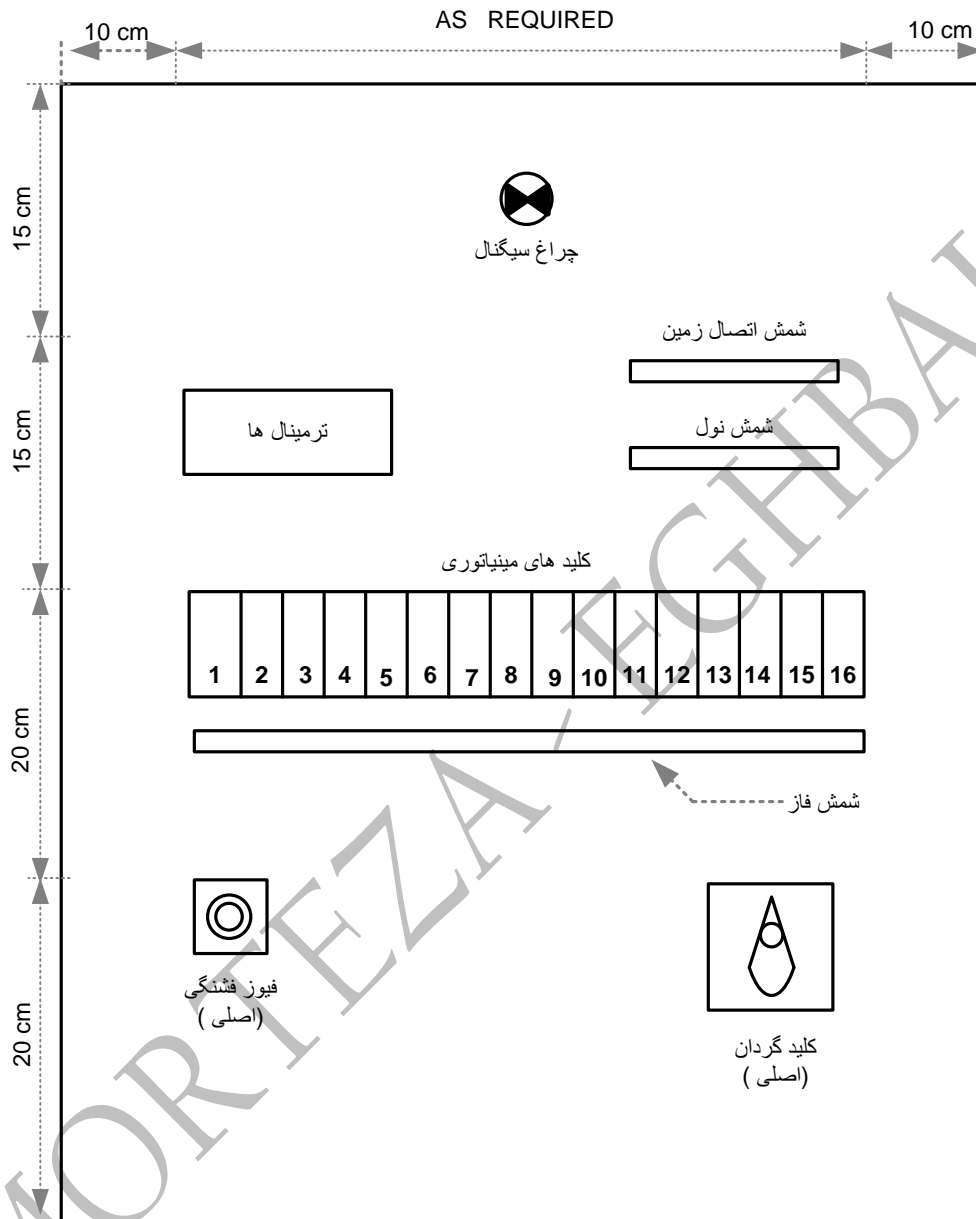 AS REQUIRED
10 cm
10 cm
15 cm
چراغ سیگنال
15 cm
شمش اتصال زمین
ترمینال ها
شمش نول
کلید های مینیاتوری
20 cm
1 2 3 4 5 6 7 8 9 10 11 12 13 14 15 16
شمش فاز
20 cm
فیوز فشنگی
(اصلی )
کلید گردان
(اصلی )
MORTEZA - EGHBAL